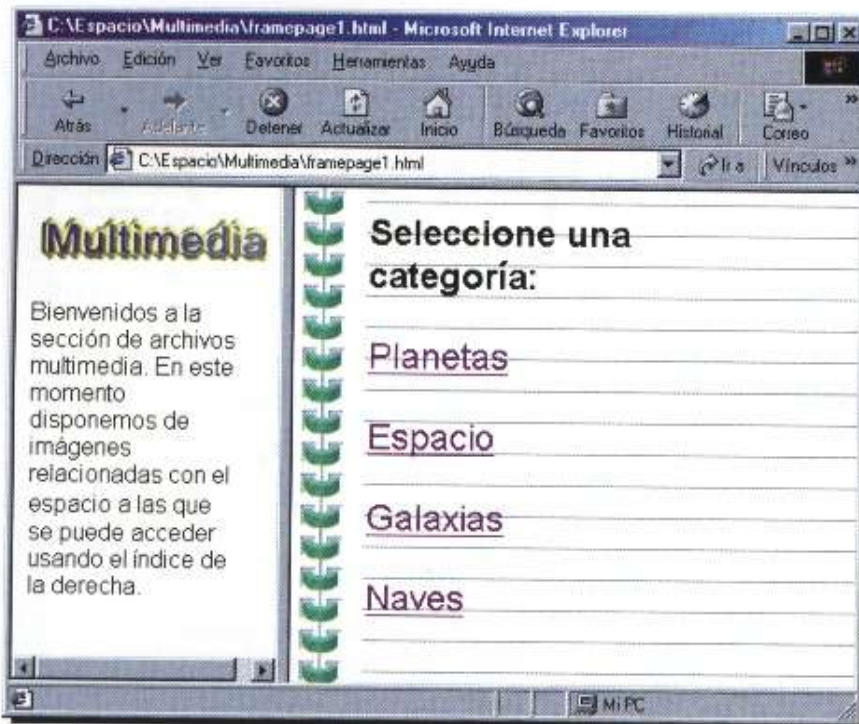 C:\Espacio\Multimedia\framepage1.html - Microsoft Internet Explorer
Archivo Edición Ver Favoritos Herramientas Ayuda
Atrás Adelante Detener Actualizar Inicio Búsqueda Favoritos Historial Correo »
Dirección C:\Espacio\Multimedia\framepage1.html Ir a Vínculos »
Multimedia
Bienvenidos a la
sección de archivos
multimedia. En este
momento
disponemos de
imágenes
relacionadas con el
espacio a las que
se puede acceder
usando el índice de
la derecha.
Seleccione una
categoría:
Planetas
Espacio
Galaxias
Naves
Mi PC